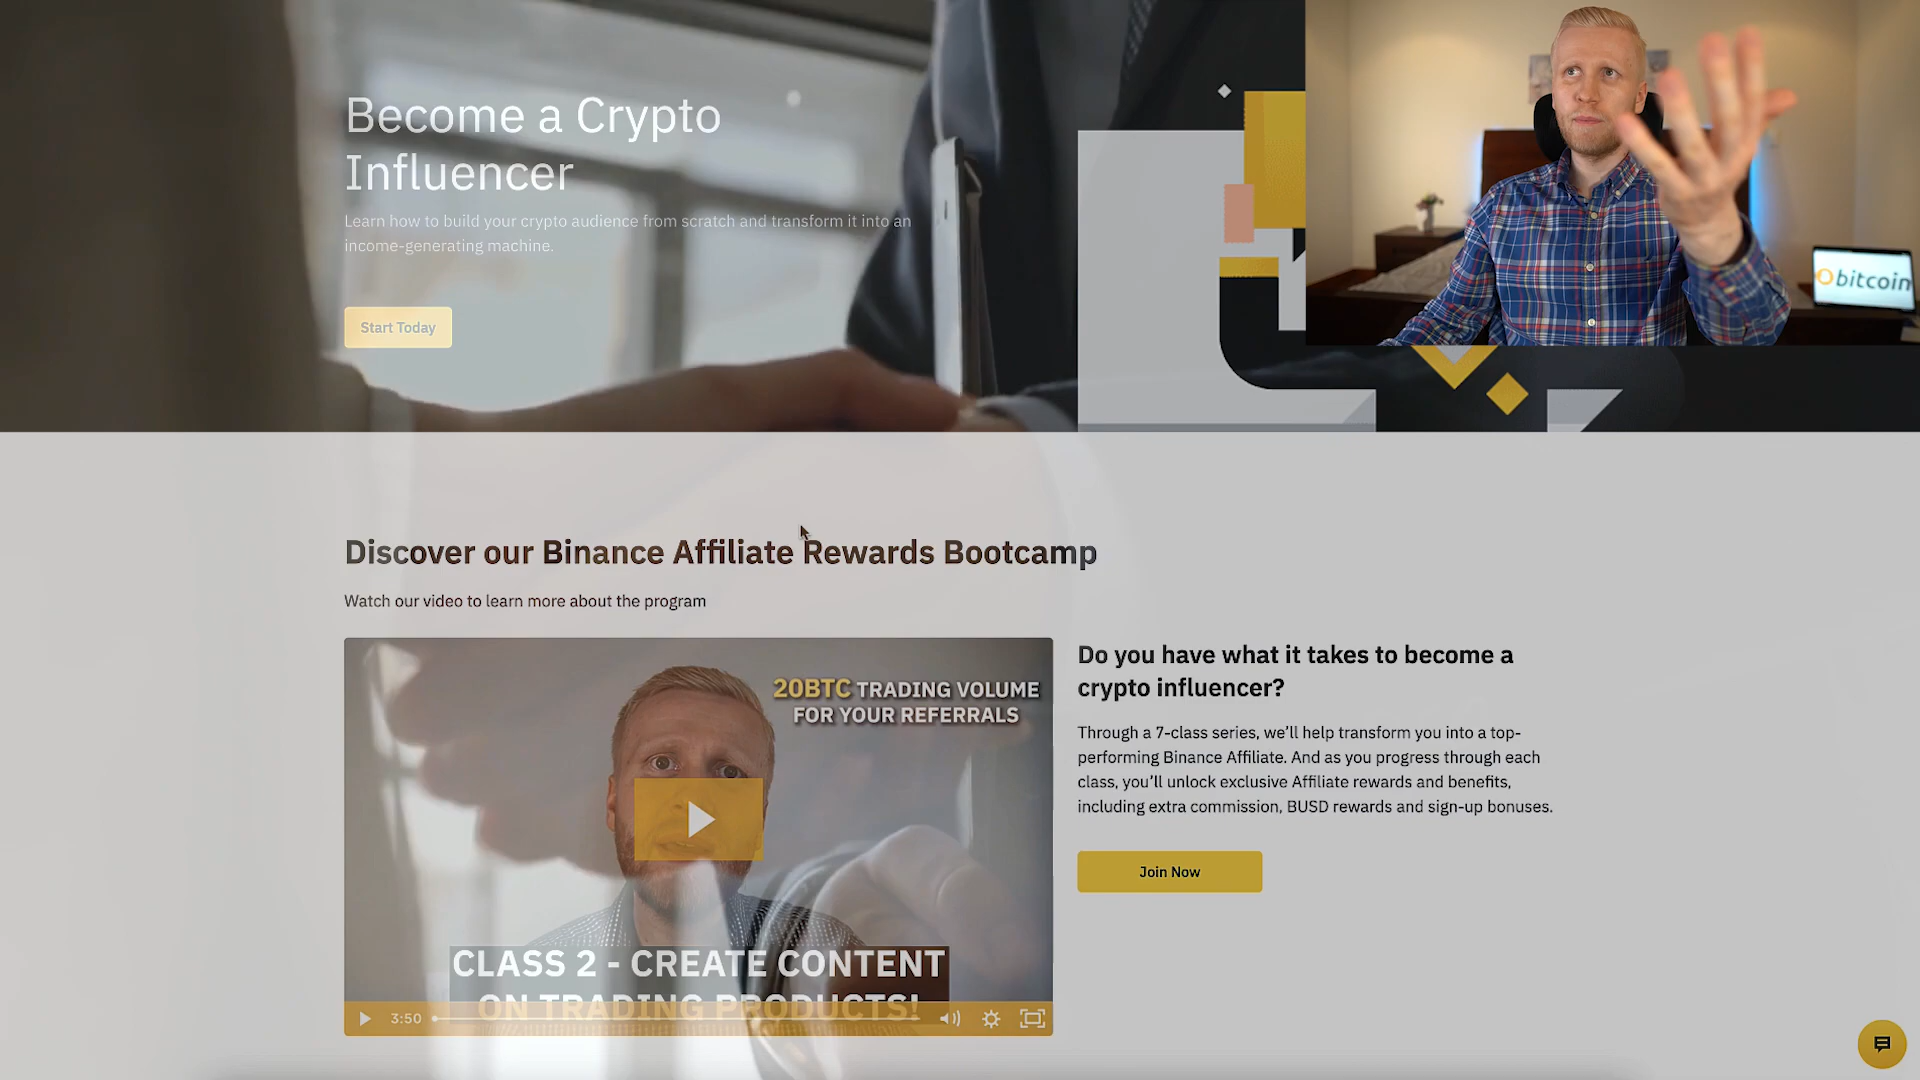 Become a Crypto
Influencer
Learn how to build your crypto audience from scratch and transform it into an
income-generating machine.
Start Today
bitcoin
Discover our Binance Affiliate Rewards Bootcamp
Watch our video to learn more about the program
20BTC TRADING VOLUME
FOR YOUR REFERRALS
CLASS 2 - CREATE CONTENT
ON TRADING PRODUCTS!
3:50
Do you have what it takes to become a
crypto influencer?
Through a 7-class series, we'll help transform you into a top-
performing Binance Affiliate. And as you progress through each
class, you'll unlock exclusive Affiliate rewards and benefits,
including extra commission, BUSD rewards and sign-up bonuses.
Join Now